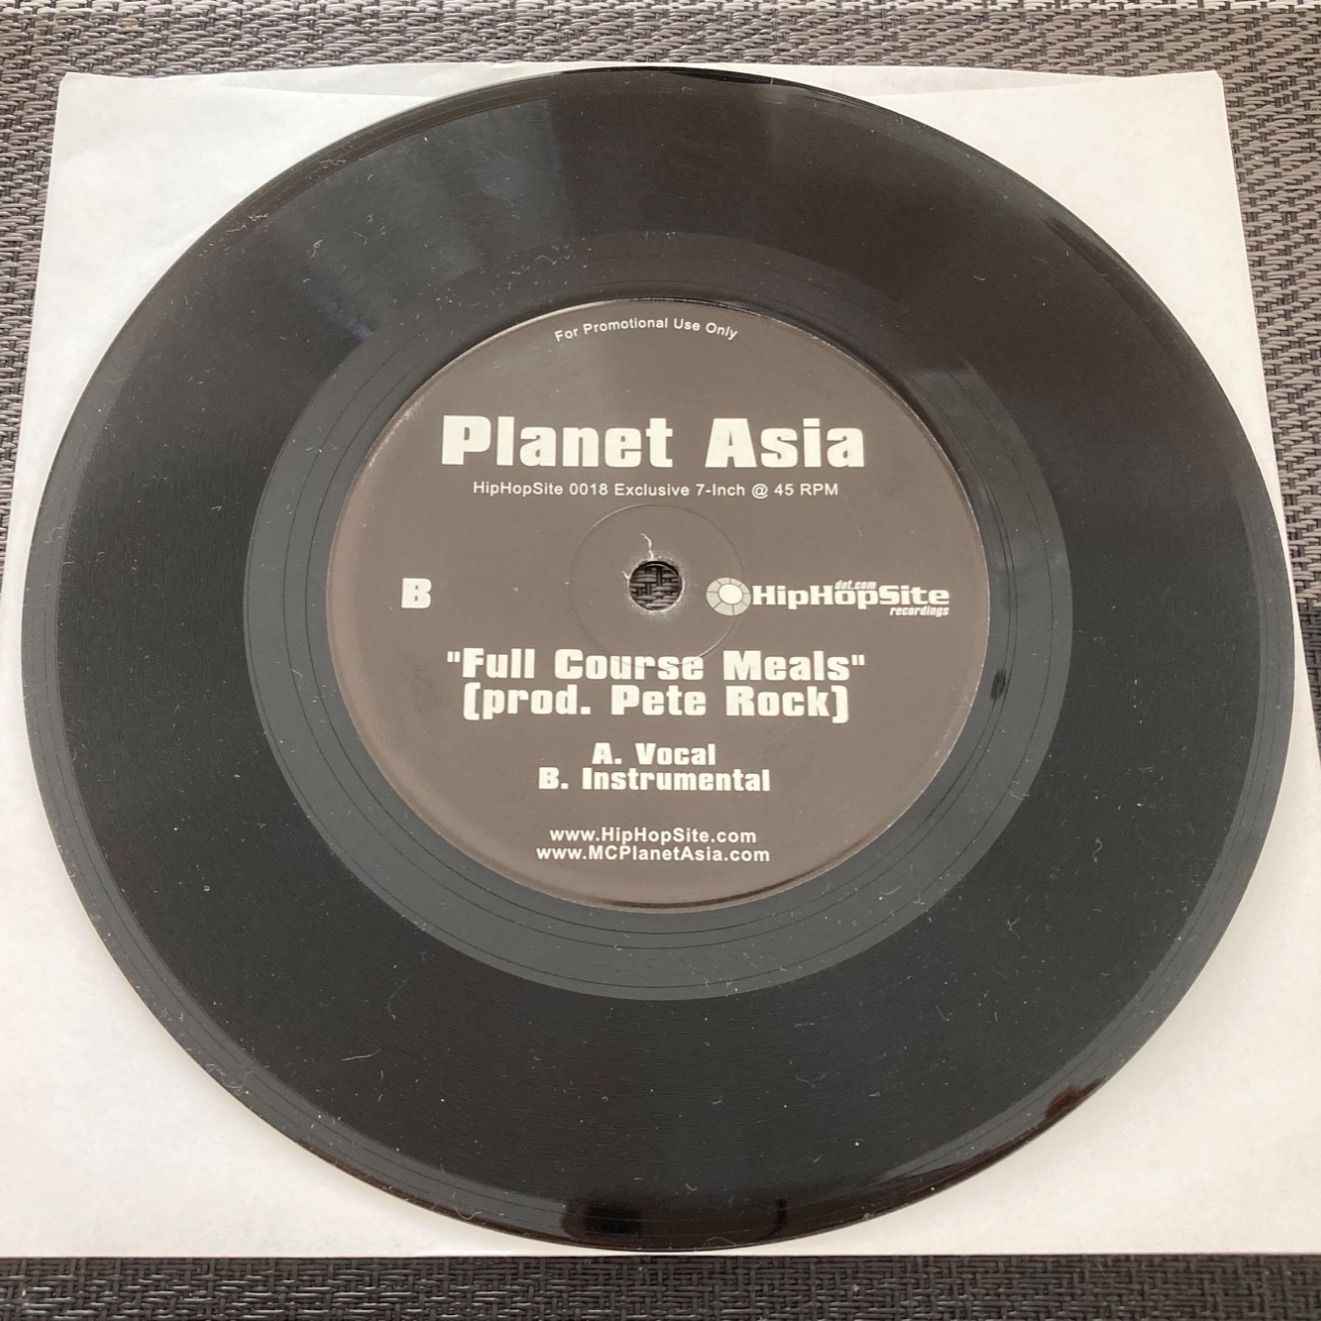 For Promotional Use Only
Planet Asia
HipHopSite 0018 Exclusive 7-Inch @ 45 RPM
B
dot.com
HipHopSite
recordings
"Full Course Meals"
(prod. Pete Rock)
A. Vocal
B. Instrumental
www.HipHopSite.com
www.MCPlanetAsia.com